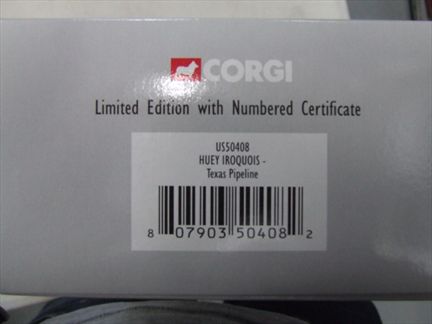 CORGI
Limited Edition with Numbered Certificate
US50408
HUEY IROQUOIS -
Texas Pipeline
8 07903 50408 2